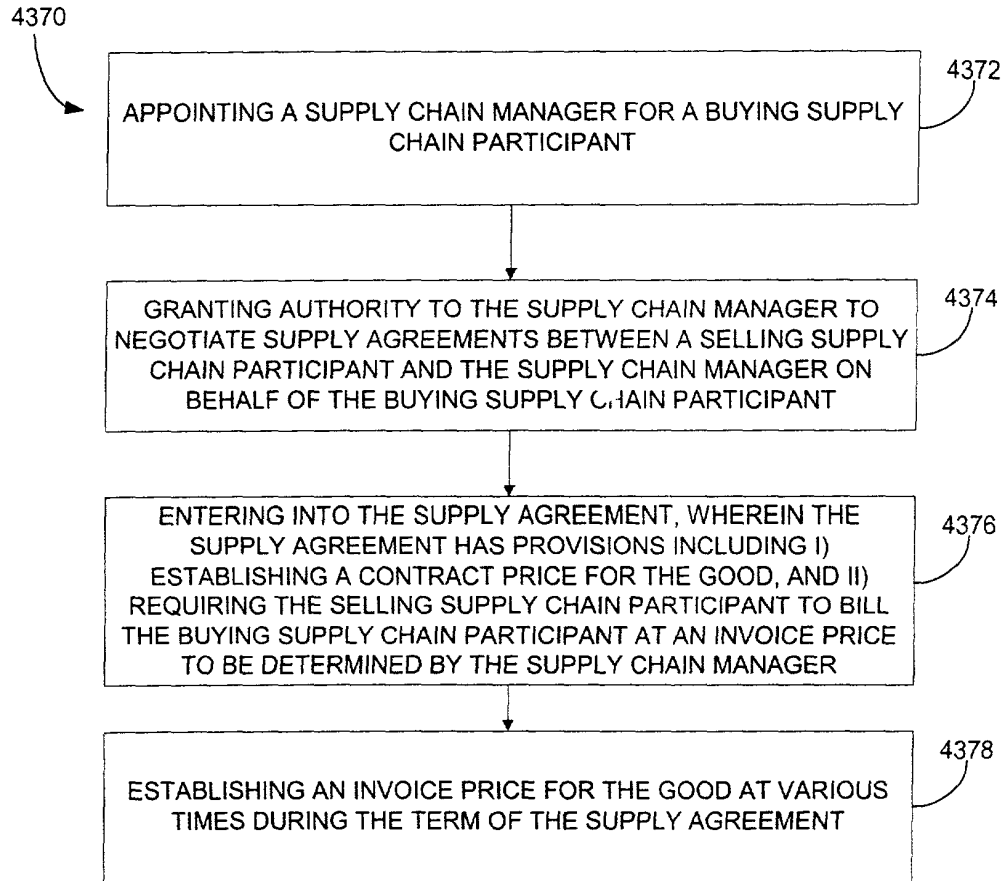 4370
4372
APPOINTING A SUPPLY CHAIN MANAGER FOR A BUYING SUPPLY
CHAIN PARTICIPANT
4374
GRANTING AUTHORITY TO THE SUPPLY CHAIN MANAGER TO
NEGOTIATE SUPPLY AGREEMENTS BETWEEN A SELLING SUPPLY
CHAIN PARTICIPANT AND THE SUPPLY CHAIN MANAGER ON
BEHALF OF THE BUYING SUPPLY CHAIN PARTICIPANT
4376
ENTERING INTO THE SUPPLY AGREEMENT, WHEREIN THE
SUPPLY AGREEMENT HAS PROVISIONS INCLUDING I)
ESTABLISHING A CONTRACT PRICE FOR THE GOOD, AND II)
REQUIRING THE SELLING SUPPLY CHAIN PARTICIPANT TO BILL
THE BUYING SUPPLY CHAIN PARTICIPANT AT AN INVOICE PRICE
TO BE DETERMINED BY THE SUPPLY CHAIN MANAGER
4378
ESTABLISHING AN INVOICE PRICE FOR THE GOOD AT VARIOUS
TIMES DURING THE TERM OF THE SUPPLY AGREEMENT